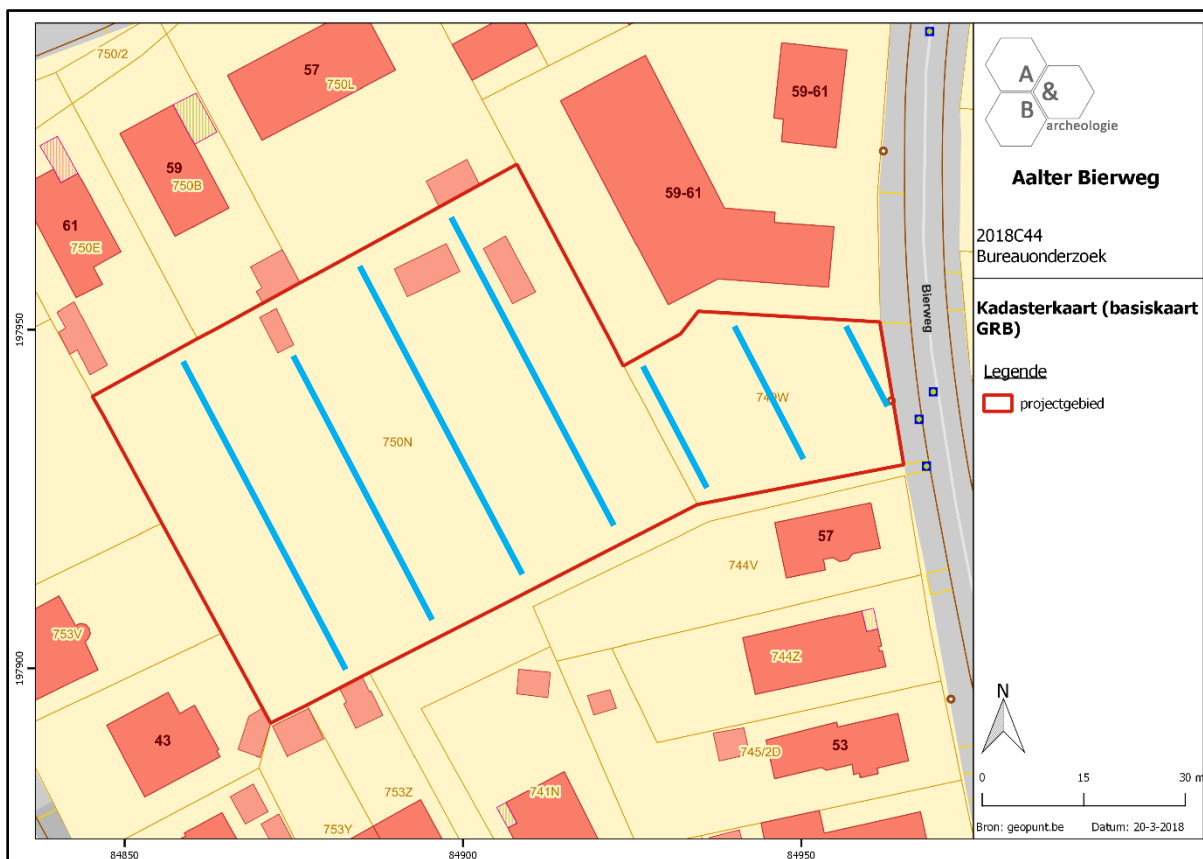 750/2
57
750L
59-61
59
750B
59-61
61
750E
Bierweg
750N
749W
57
744V
753V
744Z
43
53
745/2D
753Z
741N
753Y
197950
197900
84850
84900
84950
A
&
B
archeologie
Aalter Bierweg
2018C44
Bureauonderzoek
Kadasterkaart (basiskaart
GRB)
Legende
projectgebied
N
0 15 30 m
Bron: geopunt.be Datum: 20-3-2018